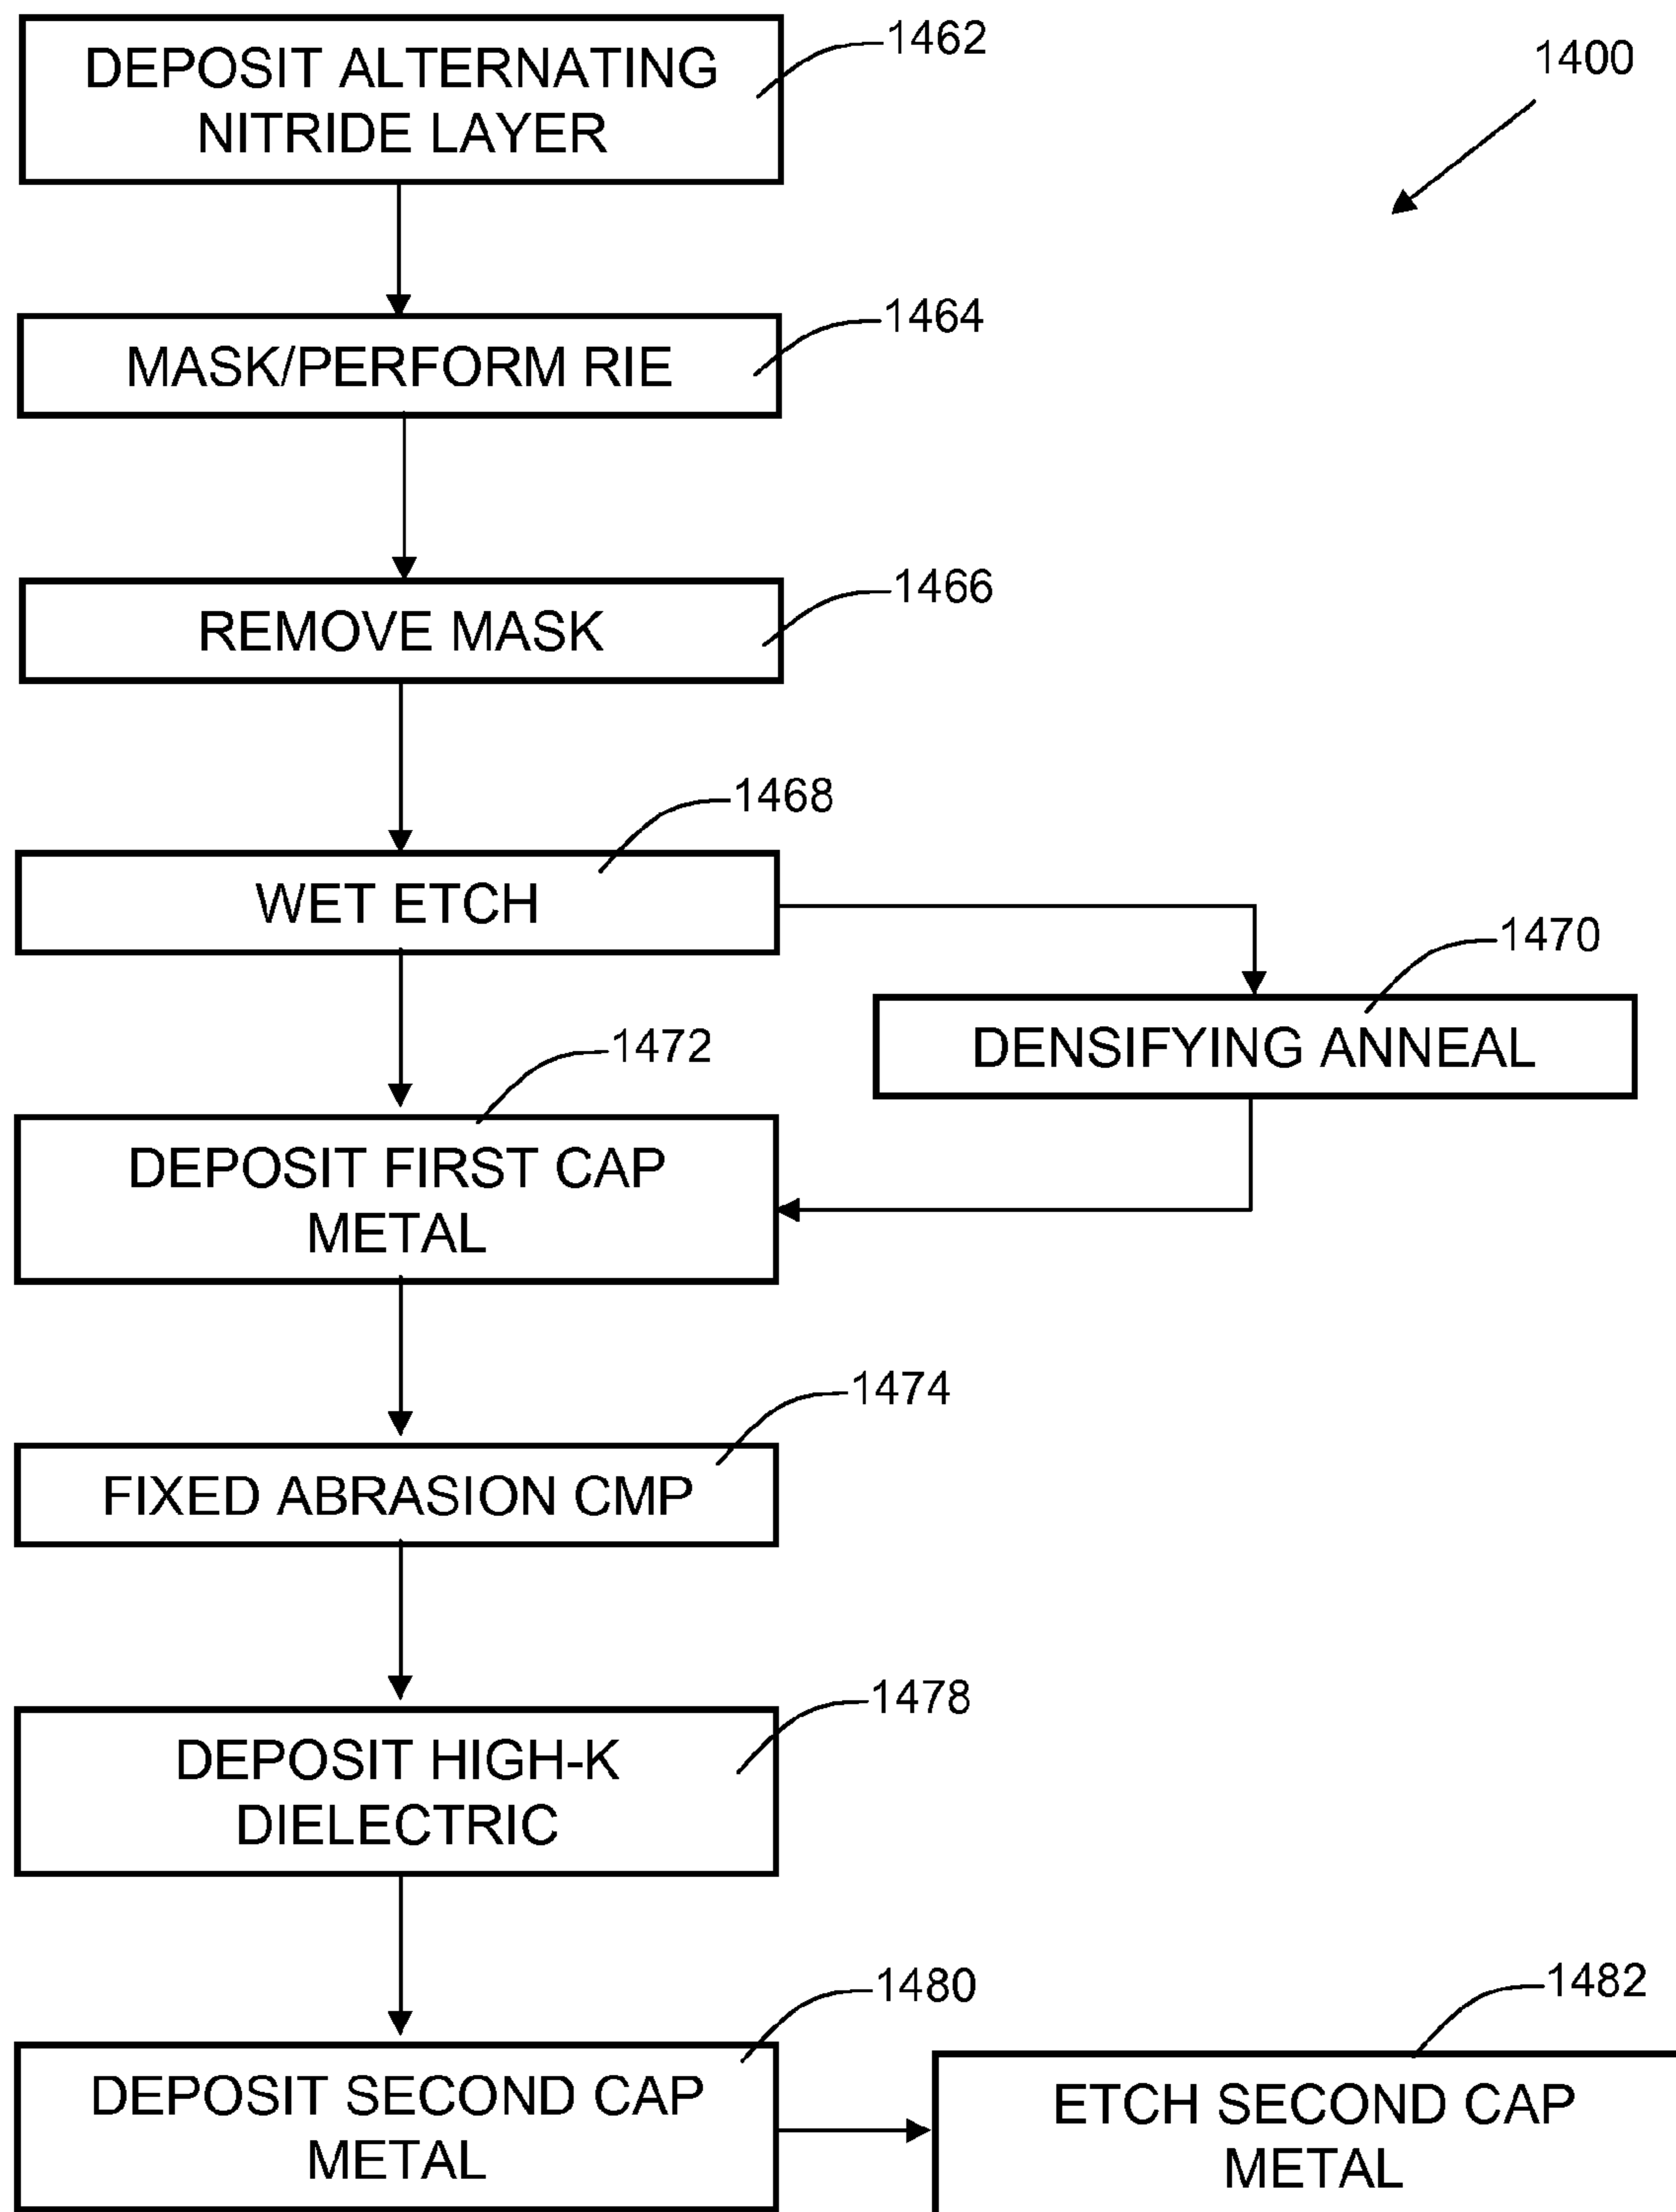 1462
1400
DEPOSIT ALTERNATING
NITRIDE LAYER
1464
MASK/PERFORM RIE
1466
REMOVE MASK
1468
WET ETCH
1470
DENSIFYING ANNEAL
1472
DEPOSIT FIRST CAP
METAL
1474
FIXED ABRASION CMP
1478
DEPOSIT HIGH-K
DIELECTRIC
1480
DEPOSIT SECOND CAP
METAL
1482
ETCH SECOND CAP
METAL